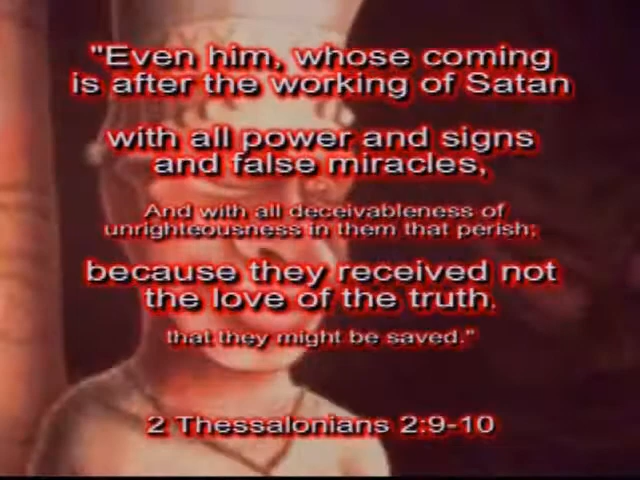 "Even him, whose coming
is after the working of Satan
with all power and signs
and false miracles,
And with all deceivableness of
unrighteousness in them that perish;
because they received not
the love of the truth.
that they might be saved."
2 Thessalonians 2:9-10